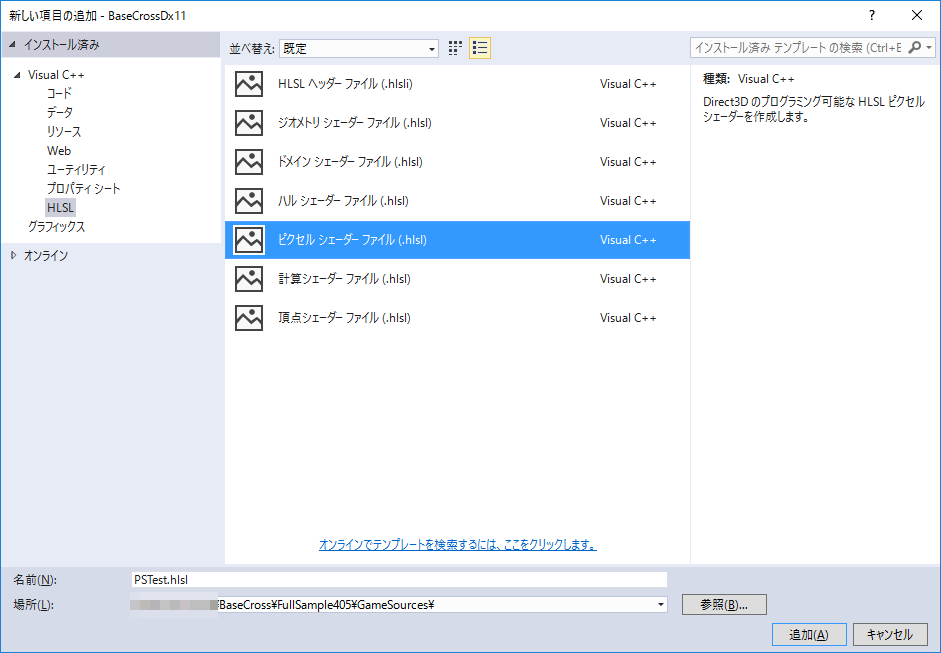 新しい項目の追加 - BaseCrossDx11
インストール済み
並べ替え: 既定
インストール済み テンプレート の検索 (Ctrl+E
Visual C++
コード
データ
リソース
Web
ユーティリティ
プロパティ シート
HLSL
グラフィックス
オンライン
HLSL ヘッダー ファイル (.hlsli) Visual C++
ジオメトリ シェーダー ファイル (.hlsl) Visual C++
ドメイン シェーダー ファイル (.hlsl) Visual C++
ハル シェーダー ファイル (.hlsl) Visual C++
ピクセル シェーダー ファイル (.hlsl) Visual C++
計算シェーダー ファイル (.hlsl) Visual C++
頂点シェーダー ファイル (.hlsl) Visual C++
種類: Visual C++
Direct3D のプログラミング可能な HLSL ピクセル
シェーダーを作成します。
オンラインでテンプレートを検索するには、ここをクリックします。
名前(N): PSTest.hlsl
場所(L): ¥BaseCross¥FullSample405¥GameSources¥
参照(B)...
追加(A) キャンセル